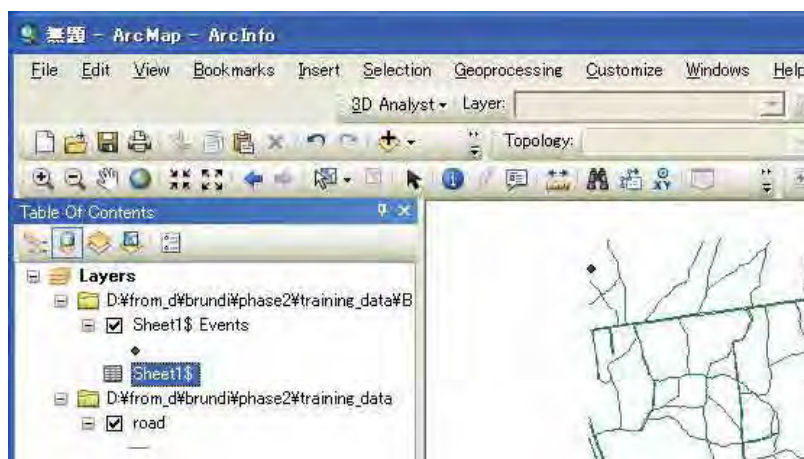 無題 - ArcMap - ArcInfo
File Edit View Bookmarks Insert Selection Geoprocessing Customize Windows Help
3D Analyst Layer:
Topology:
Table Of Contents
Layers
D:¥from_d¥brundi¥phase2¥training_data¥B
Sheet1$ Events
Sheet1$
D:¥from_d¥brundi¥phase2¥training_data
road